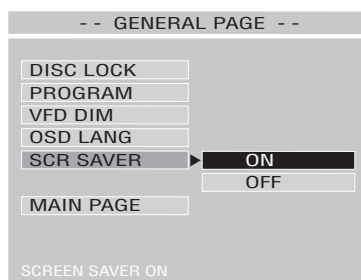 - - GENERAL PAGE - -
DISC LOCK
PROGRAM
VFD DIM
OSD LANG
SCR SAVER ON
OFF
MAIN PAGE
SCREEN SAVER ON